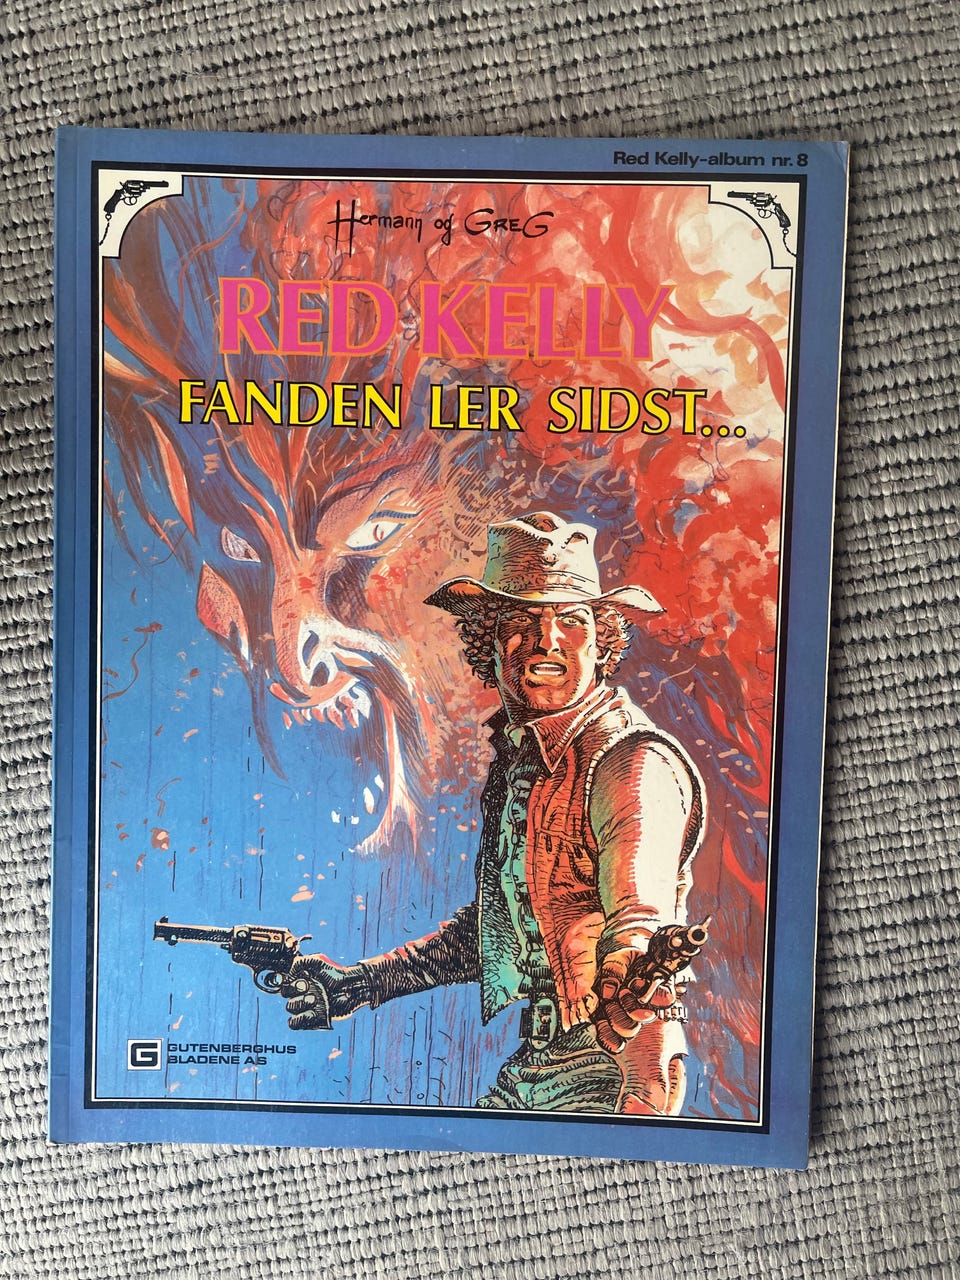 Red Kelly-album nr. 8
Hermann og GREG
RED KELLY
FANDEN LER SIDST...
G GUTENBERGHUS
BLADENE AS